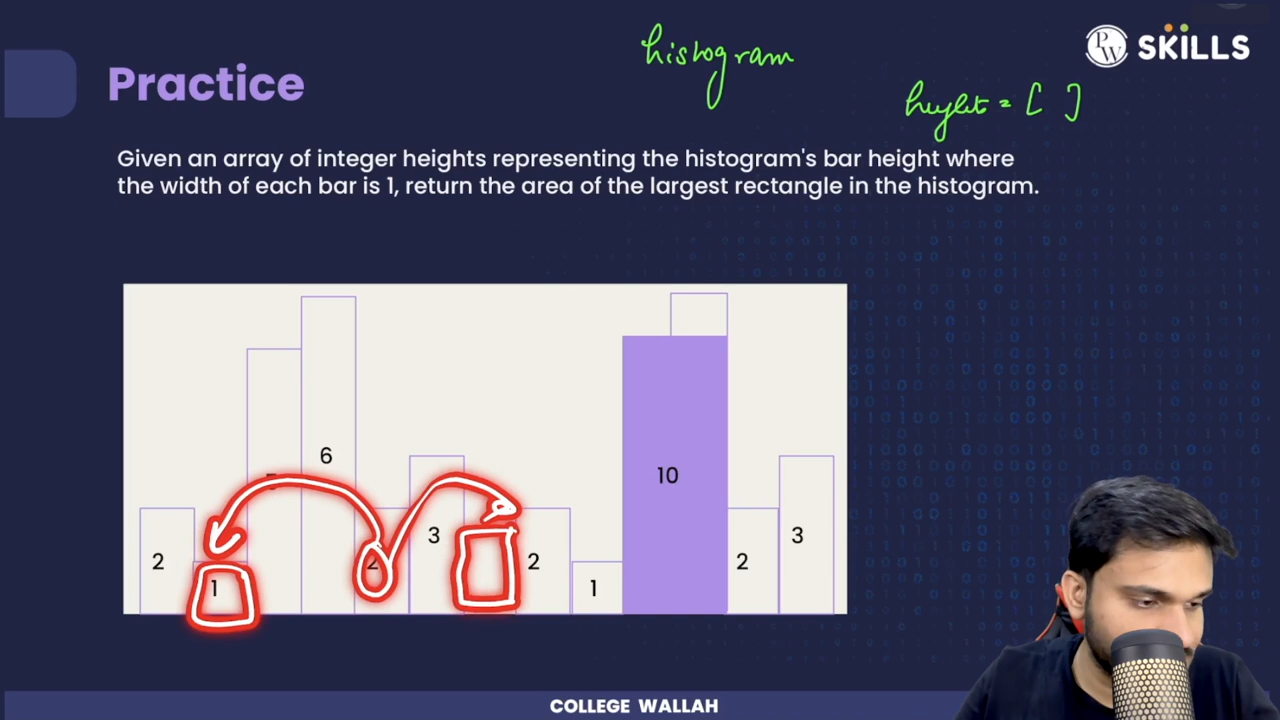 histogram
PW SKILLS
Practice
height = [ ]
Given an array of integer heights representing the histogram's bar height where
the width of each bar is 1, return the area of the largest rectangle in the histogram.
6
10
2
1
2
3
2
1
2
3
COLLEGE WALLAH